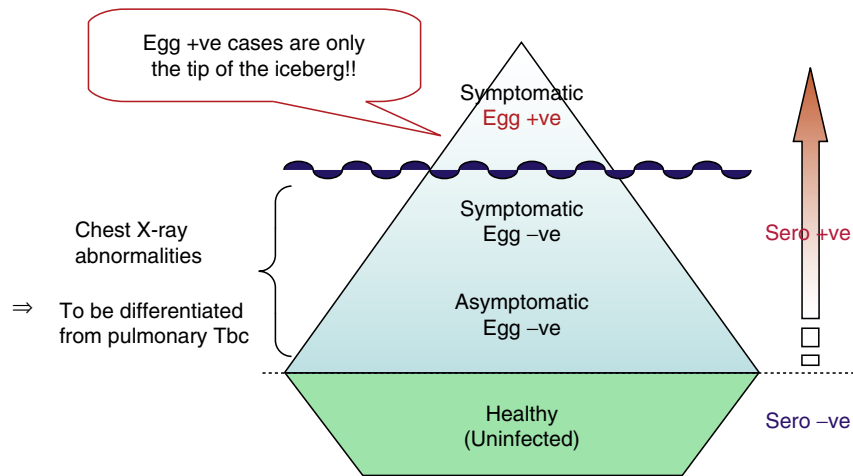 Egg +ve cases are only
the tip of the iceberg!!
Symptomatic
Egg +ve
Symptomatic
Egg –ve
Chest X-ray
abnormalities
⇒ To be differentiated
from pulmonary Tbc
Asymptomatic
Egg –ve
Sero +ve
Healthy
(Uninfected)
Sero –ve